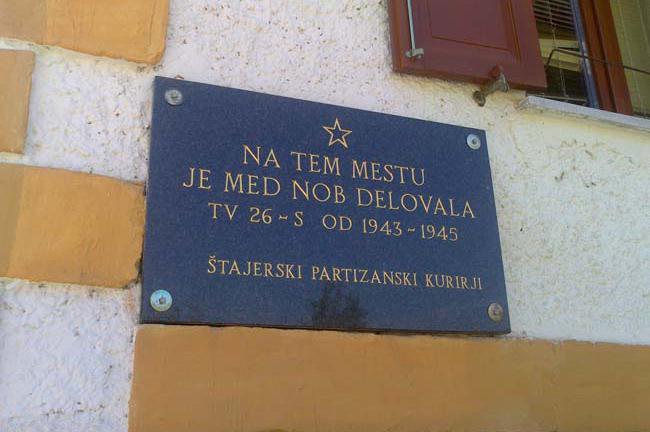 NA TEM MESTU
JE MED NOB DELOVALA
TV 26-S OD 1943-1945
ŠTAJERSKI PARTIZANSKI KURIRJI